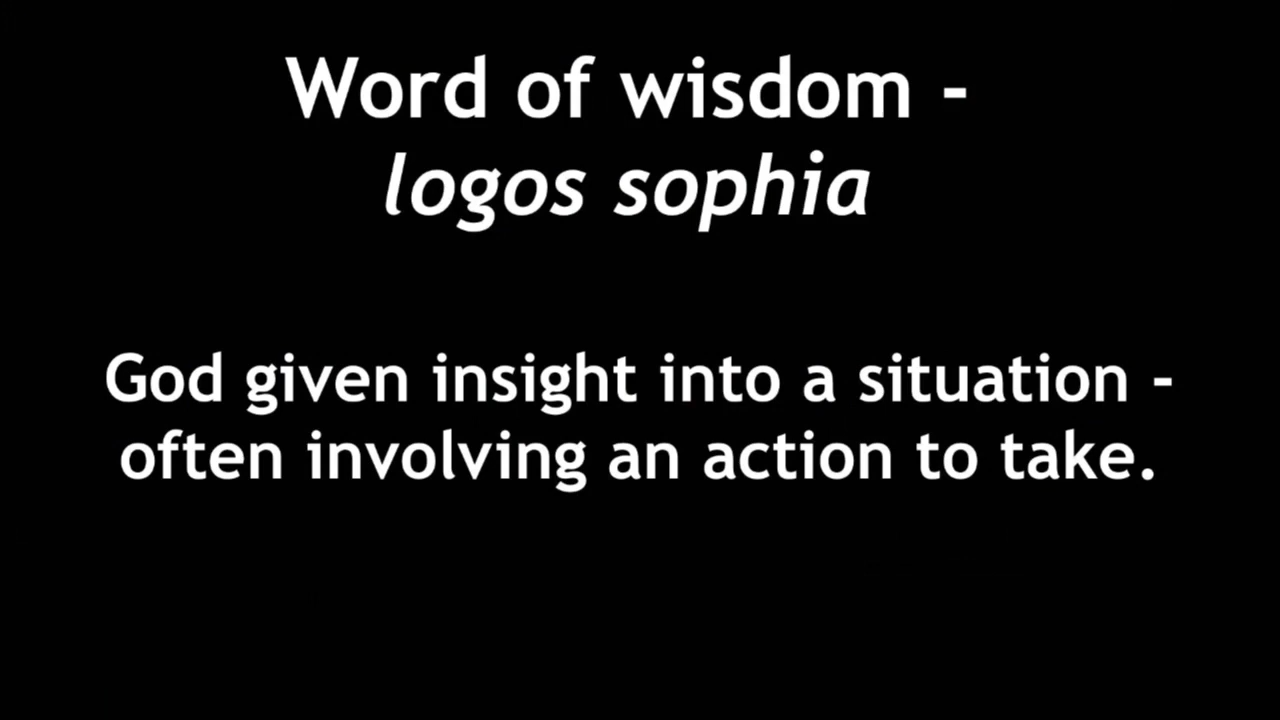 Word of wisdom -
logos sophia
God given insight into a situation -
often involving an action to take.